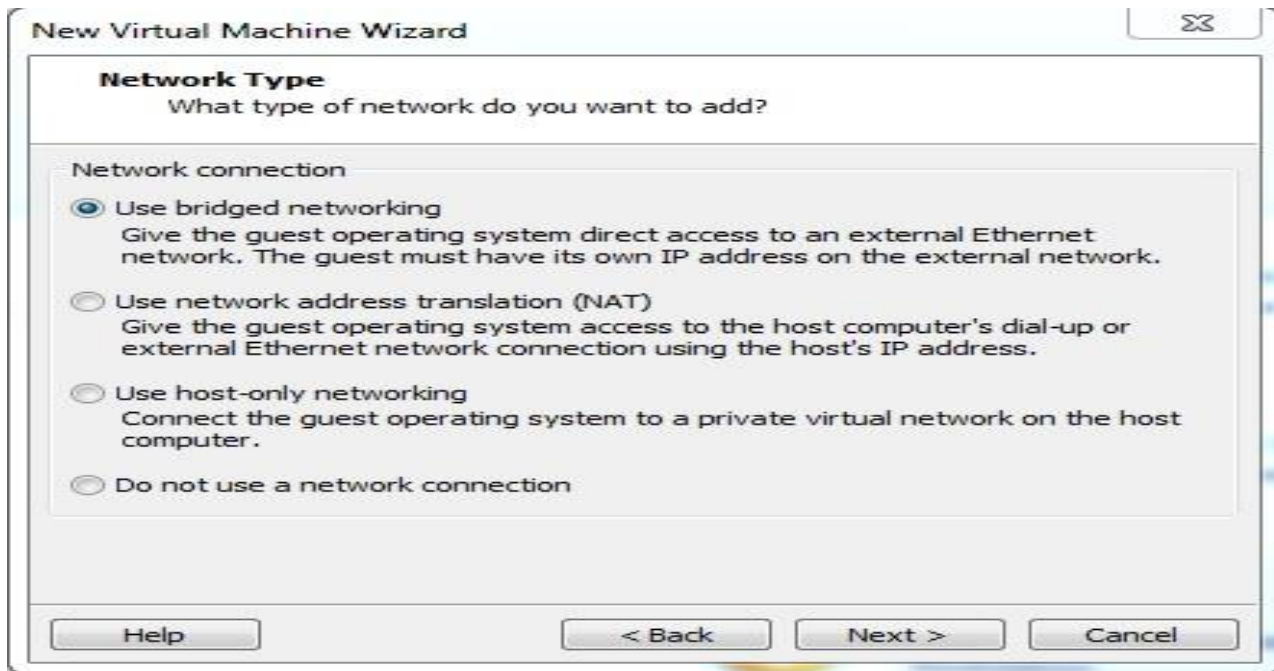 New Virtual Machine Wizard
Network Type
What type of network do you want to add?
Network connection
Use bridged networking
Give the guest operating system direct access to an external Ethernet
network. The guest must have its own IP address on the external network.
Use network address translation (NAT)
Give the guest operating system access to the host computer's dial-up or
external Ethernet network connection using the host's IP address.
Use host-only networking
Connect the guest operating system to a private virtual network on the host
computer.
Do not use a network connection
Help < Back Next > Cancel